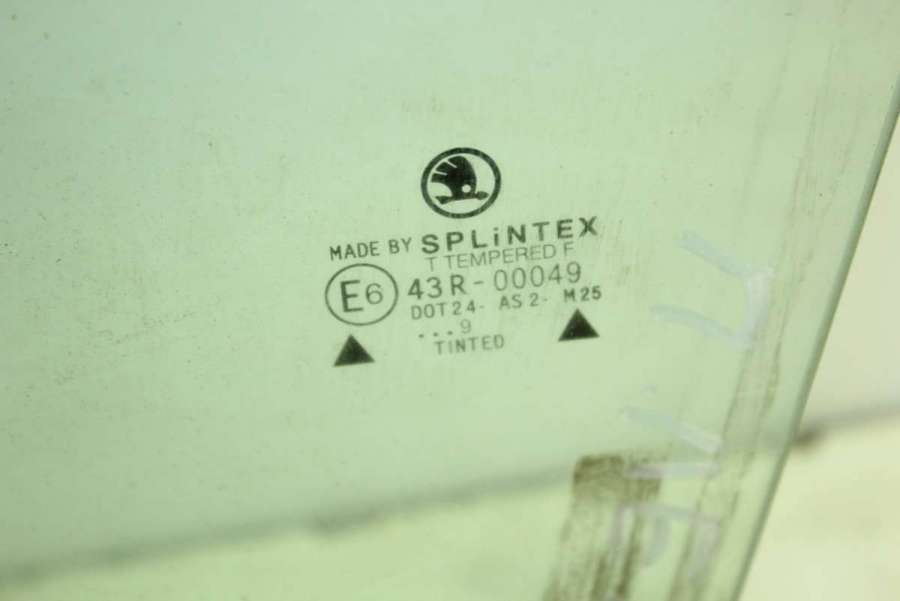 MADE BY SPLiNTEX
T TEMPERED F
E6 43R-00049
DOT24- AS2- M25
...9
TINTED